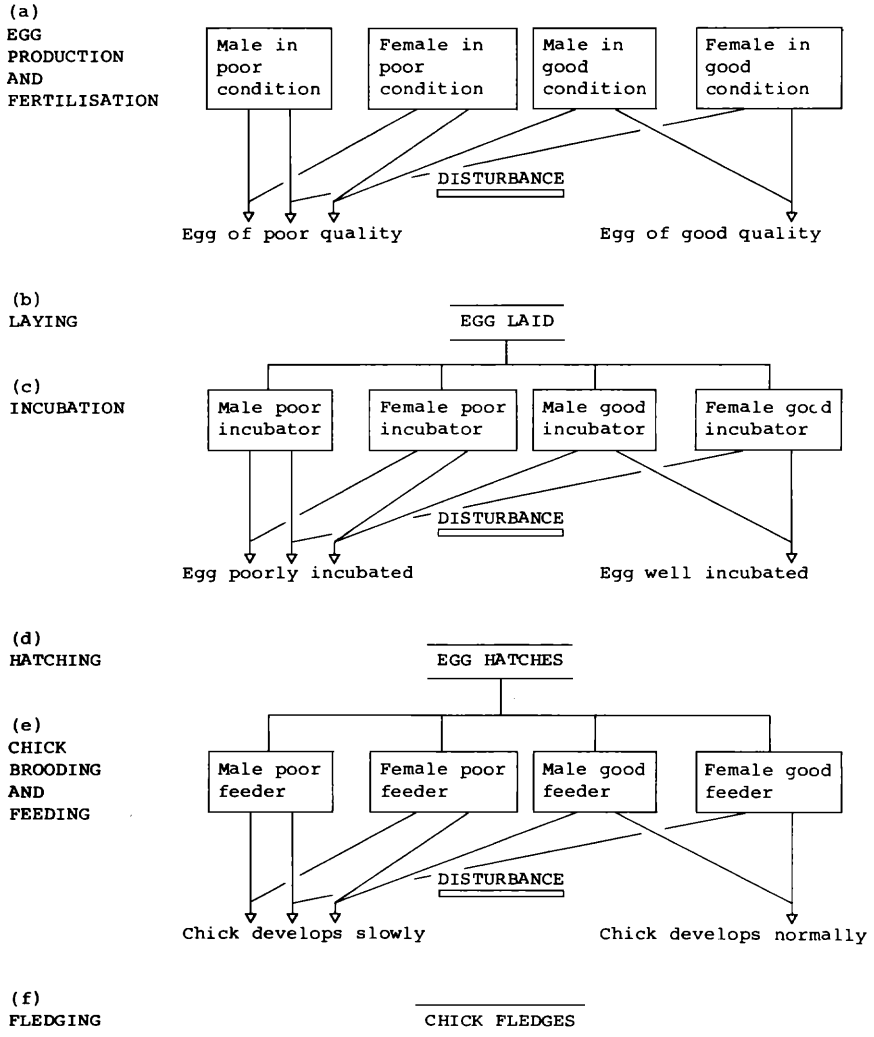 (a)
EGG
PRODUCTION
AND
FERTILISATION
Male in
poor
condition
Female in
poor
condition
Male in
good
condition
Female in
good
condition
DISTURBANCE
Egg of poor quality
Egg of good quality
(b)
LAYING
EGG LAID
(c)
INCUBATION
Male poor
incubator
Female poor
incubator
Male good
incubator
Female good
incubator
DISTURBANCE
Egg poorly incubated
Egg well incubated
(d)
HATCHING
EGG HATCHES
(e)
CHICK
BROODING
AND
FEEDING
Male poor
feeder
Female poor
feeder
Male good
feeder
Female good
feeder
DISTURBANCE
Chick develops slowly
Chick develops normally
(f)
FLEDGING
CHICK FLEDGES